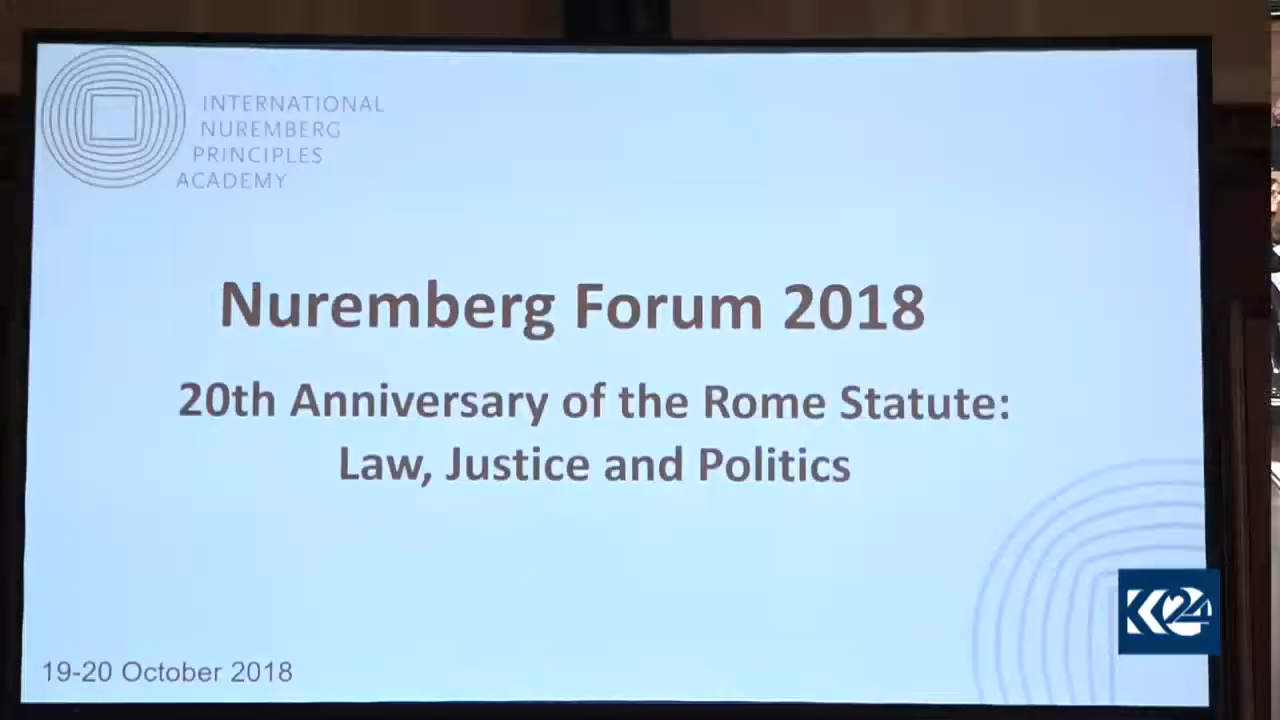 INTERNATIONAL
NUREMBERG
PRINCIPLES
ACADEMY
Nuremberg Forum 2018
20th Anniversary of the Rome Statute:
Law, Justice and Politics
19-20 October 2018
K24